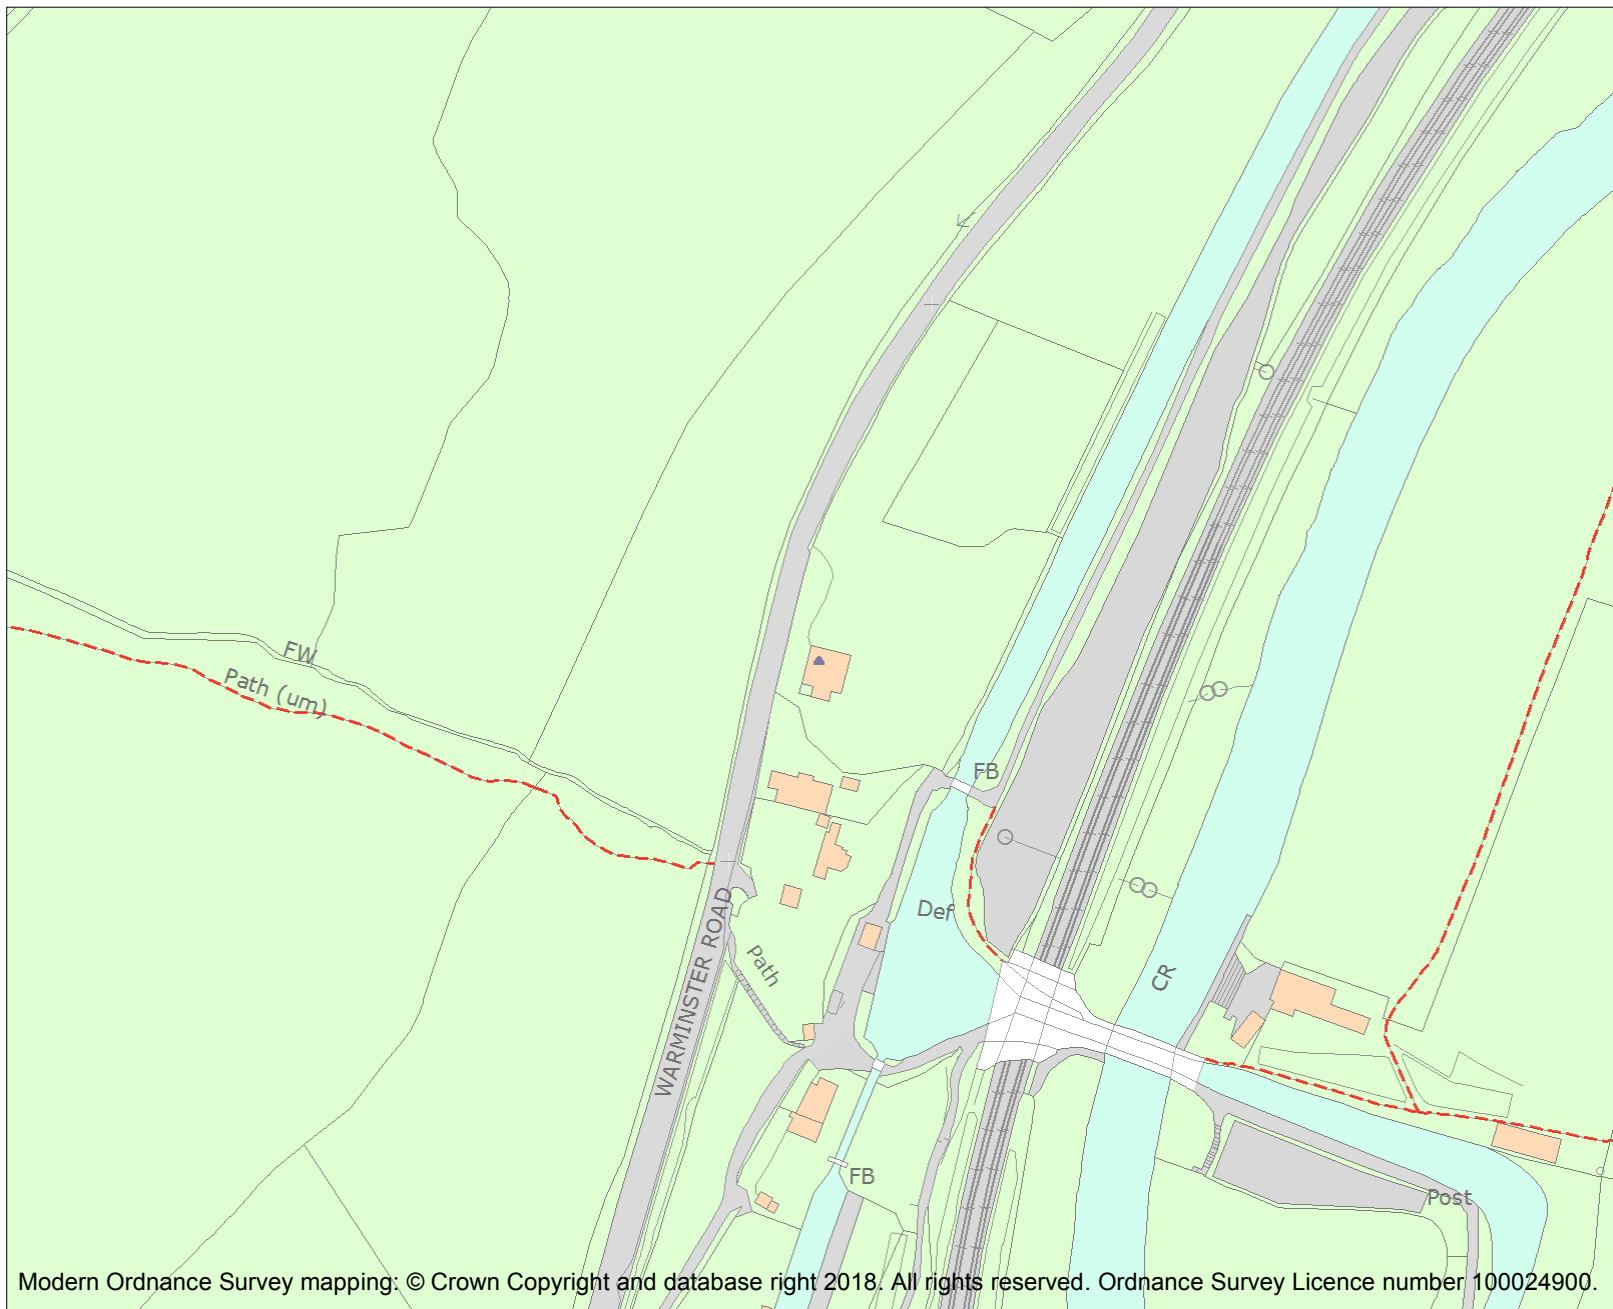 FW
Path (um)
FB
Def
WARMINSTER ROAD
Path
CR
FB
Post
Modern Ordnance Survey mapping: © Crown Copyright and database right 2018. All rights reserved. Ordnance Survey Licence number 100024900.